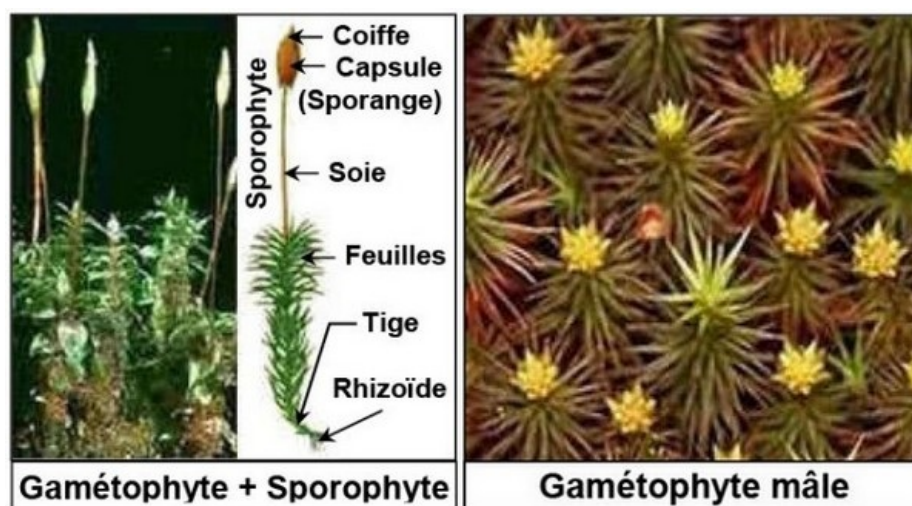 Coiffe
Capsule
(Sporange)
Sporophyte
Soie
Feuilles
Tige
Rhizoïde
Gamétophyte + Sporophyte
Gamétophyte mâle